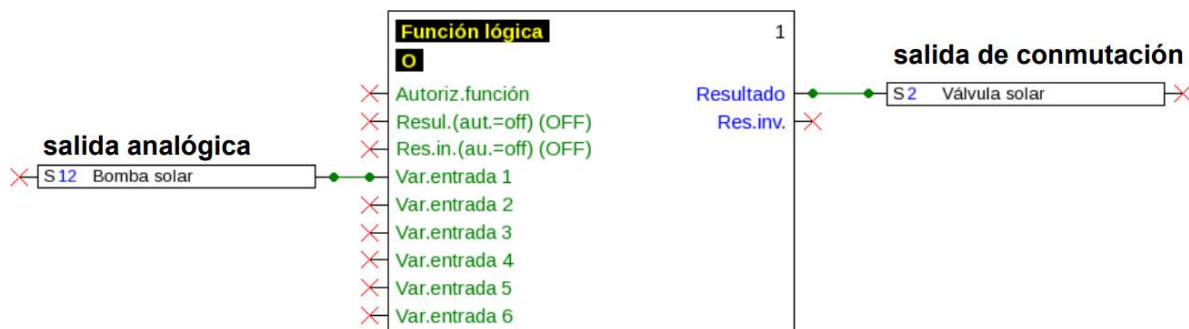 Función lógica 1
O
salida de conmutación
Autoriz.función Resultado S2 Válvula solar
Resul.(aut.=off) (OFF) Res.inv.
Res.in.(au.=off) (OFF)
salida analógica
S12 Bomba solar Var.entrada 1
Var.entrada 2
Var.entrada 3
Var.entrada 4
Var.entrada 5
Var.entrada 6